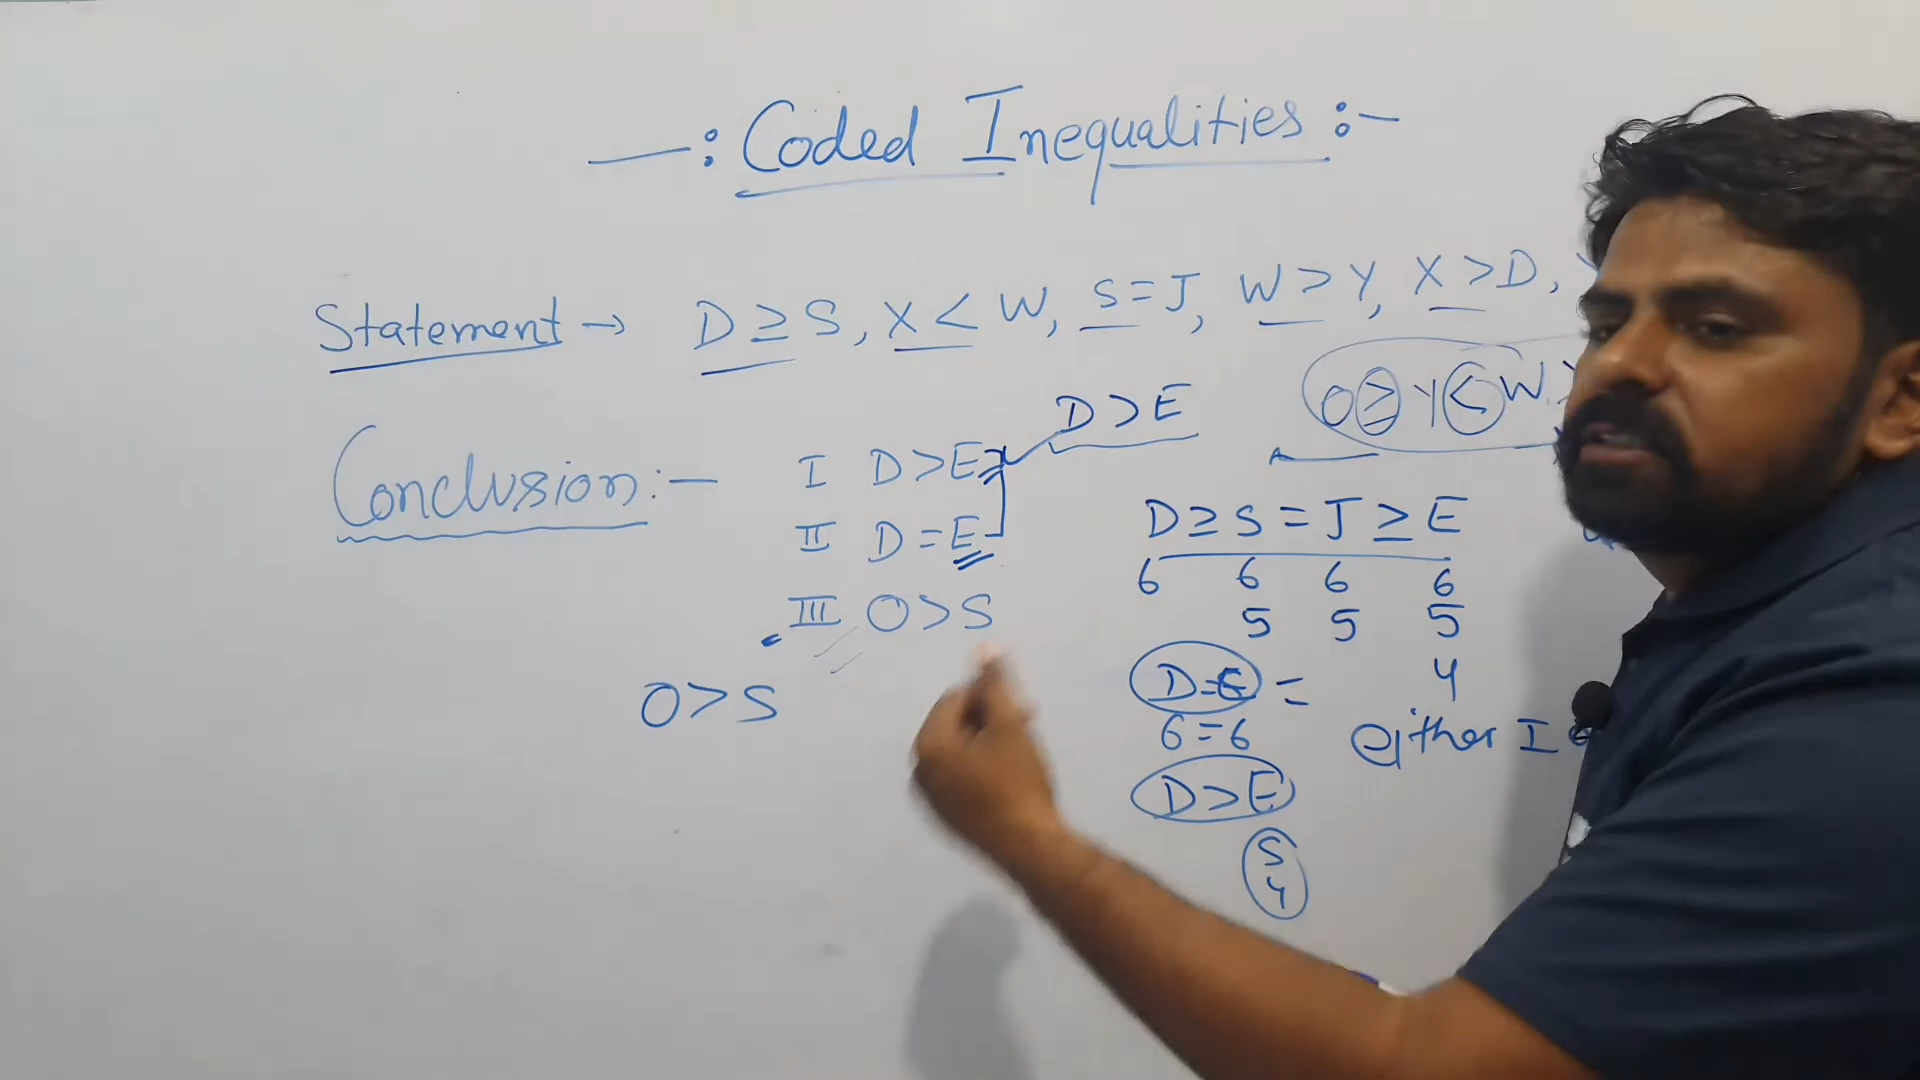 —: Coded Inequalities :-
Statement → D ≥ S, X < W, S = J, W > Y, X > D,
O ≥ Y < W >
D > E
Conclusion :-
I D > E
II D = E
III O > S
D ≥ S = J ≥ E
6 6 6 6
5 5 5
4
D = E =
6 = 6
either I
D > E
5
4
O > S